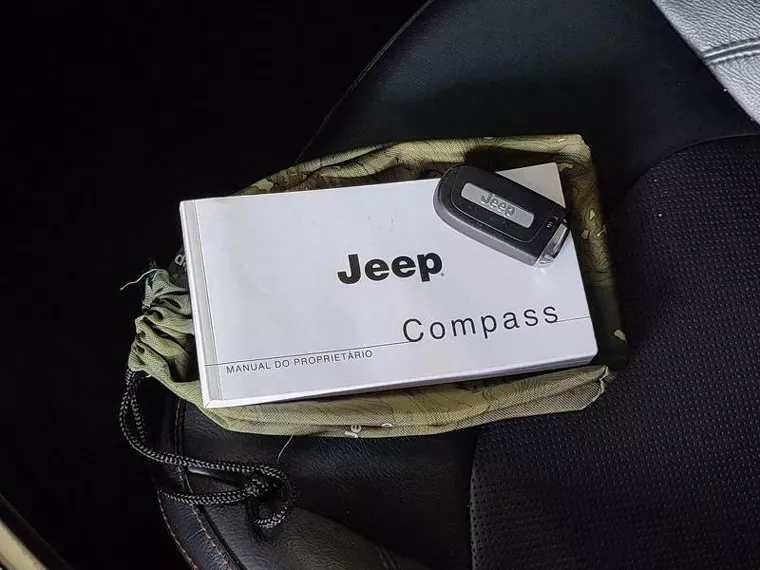 Jeep
Jeep
Compass
MANUAL DO PROPRIETÁRIO